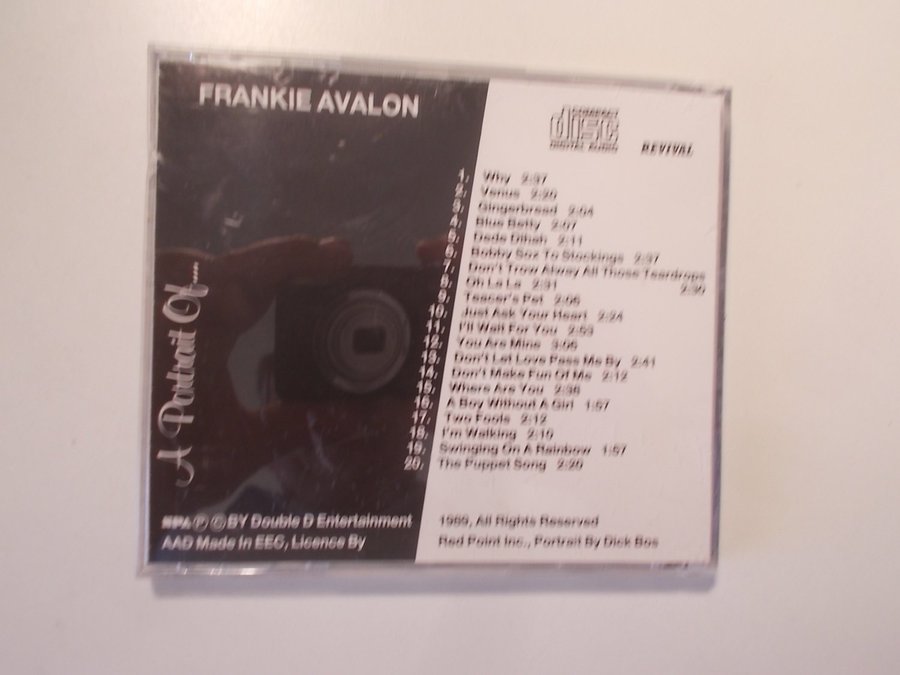 FRANKIE AVALON
COMPACT
disc
DIGITAL AUDIO
REVIVAL
A Portrait Of....
1. Why 2:37
2. Venus 2:20
3. Gingerbread 2:04
4. Blue Betty 2:07
5. Dede Dinah 2:11
6. Bobby Sox To Stockings 2:37
7. Don't Trow Alway All Those Teardrops
2:30
8. Oh La La 2:31
9. Teacer's Pet 2:06
10. Just Ask Your Heart 2:24
11. I'll Wait For You 2:53
12. You Are Mine 3:06
13. Don't Let Love Pass Me By 2:41
14. Don't Make Fun Of Me 2:12
15. Where Are You 2:36
16. A Boy Without A Girl 1:57
17. Two Fools 2:12
18. I'm Walking 2:10
19. Swinging On A Rainbow 1:57
20. The Puppet Song 2:20
Ⓟ © BY Double D Entertainment
AAD Made In EEC, Licence By
1989, All Rights Reserved
Red Point Inc., Portrait By Dick Bos